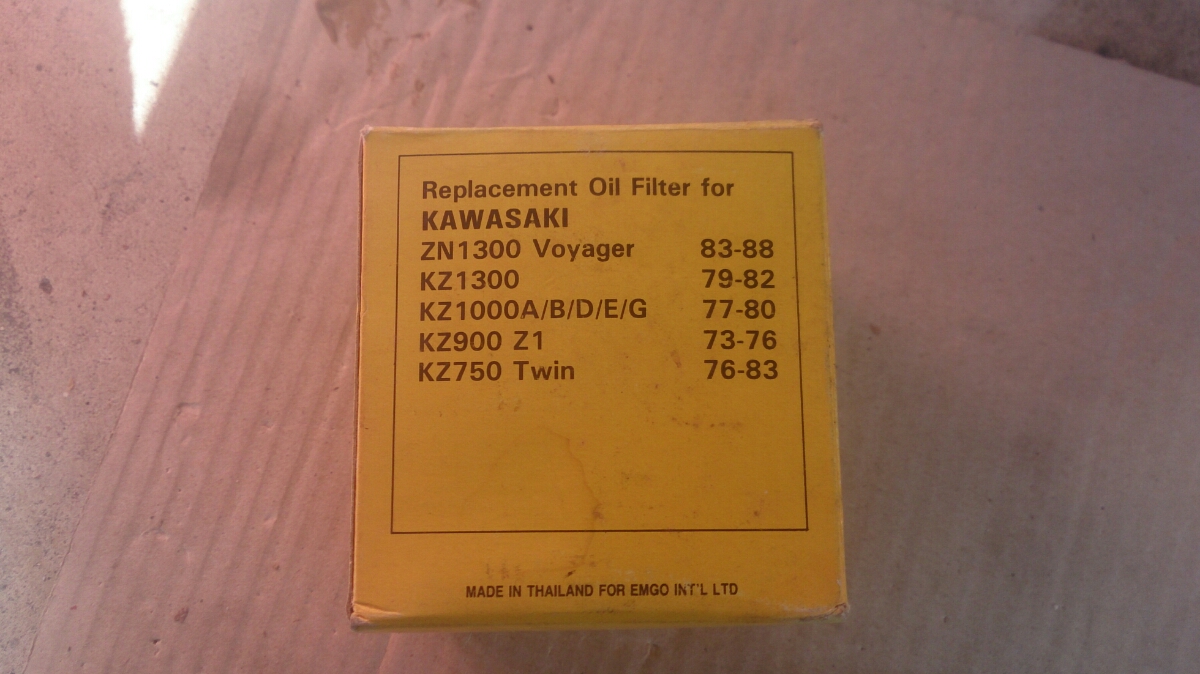 Replacement Oil Filter for
KAWASAKI
ZN1300 Voyager 83-88
KZ1300 79-82
KZ1000A/B/D/E/G 77-80
KZ900 Z1 73-76
KZ750 Twin 76-83
MADE IN THAILAND FOR EMGO INT'L LTD